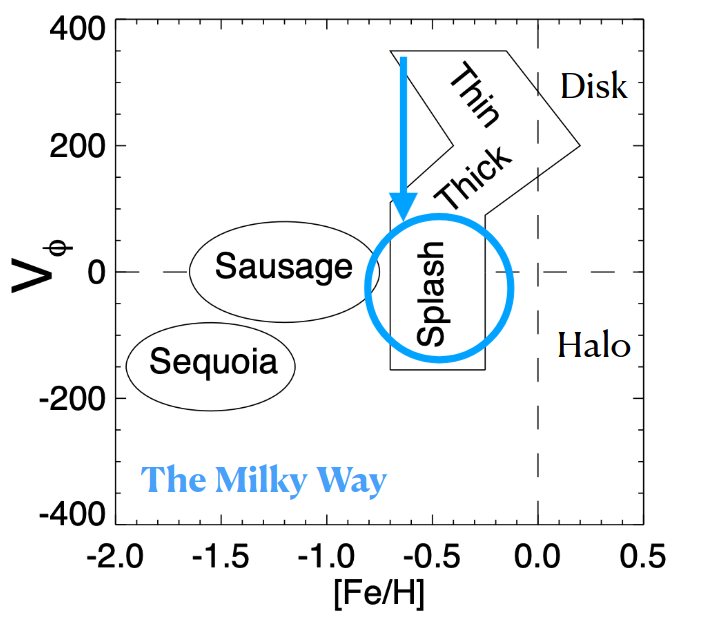 400
200
0
-200
-400
Vϕ
Thin
Disk
Thick
Sausage
Splash
Sequoia
Halo
The Milky Way
-2.0 -1.5 -1.0 -0.5 0.0 0.5
[Fe/H]